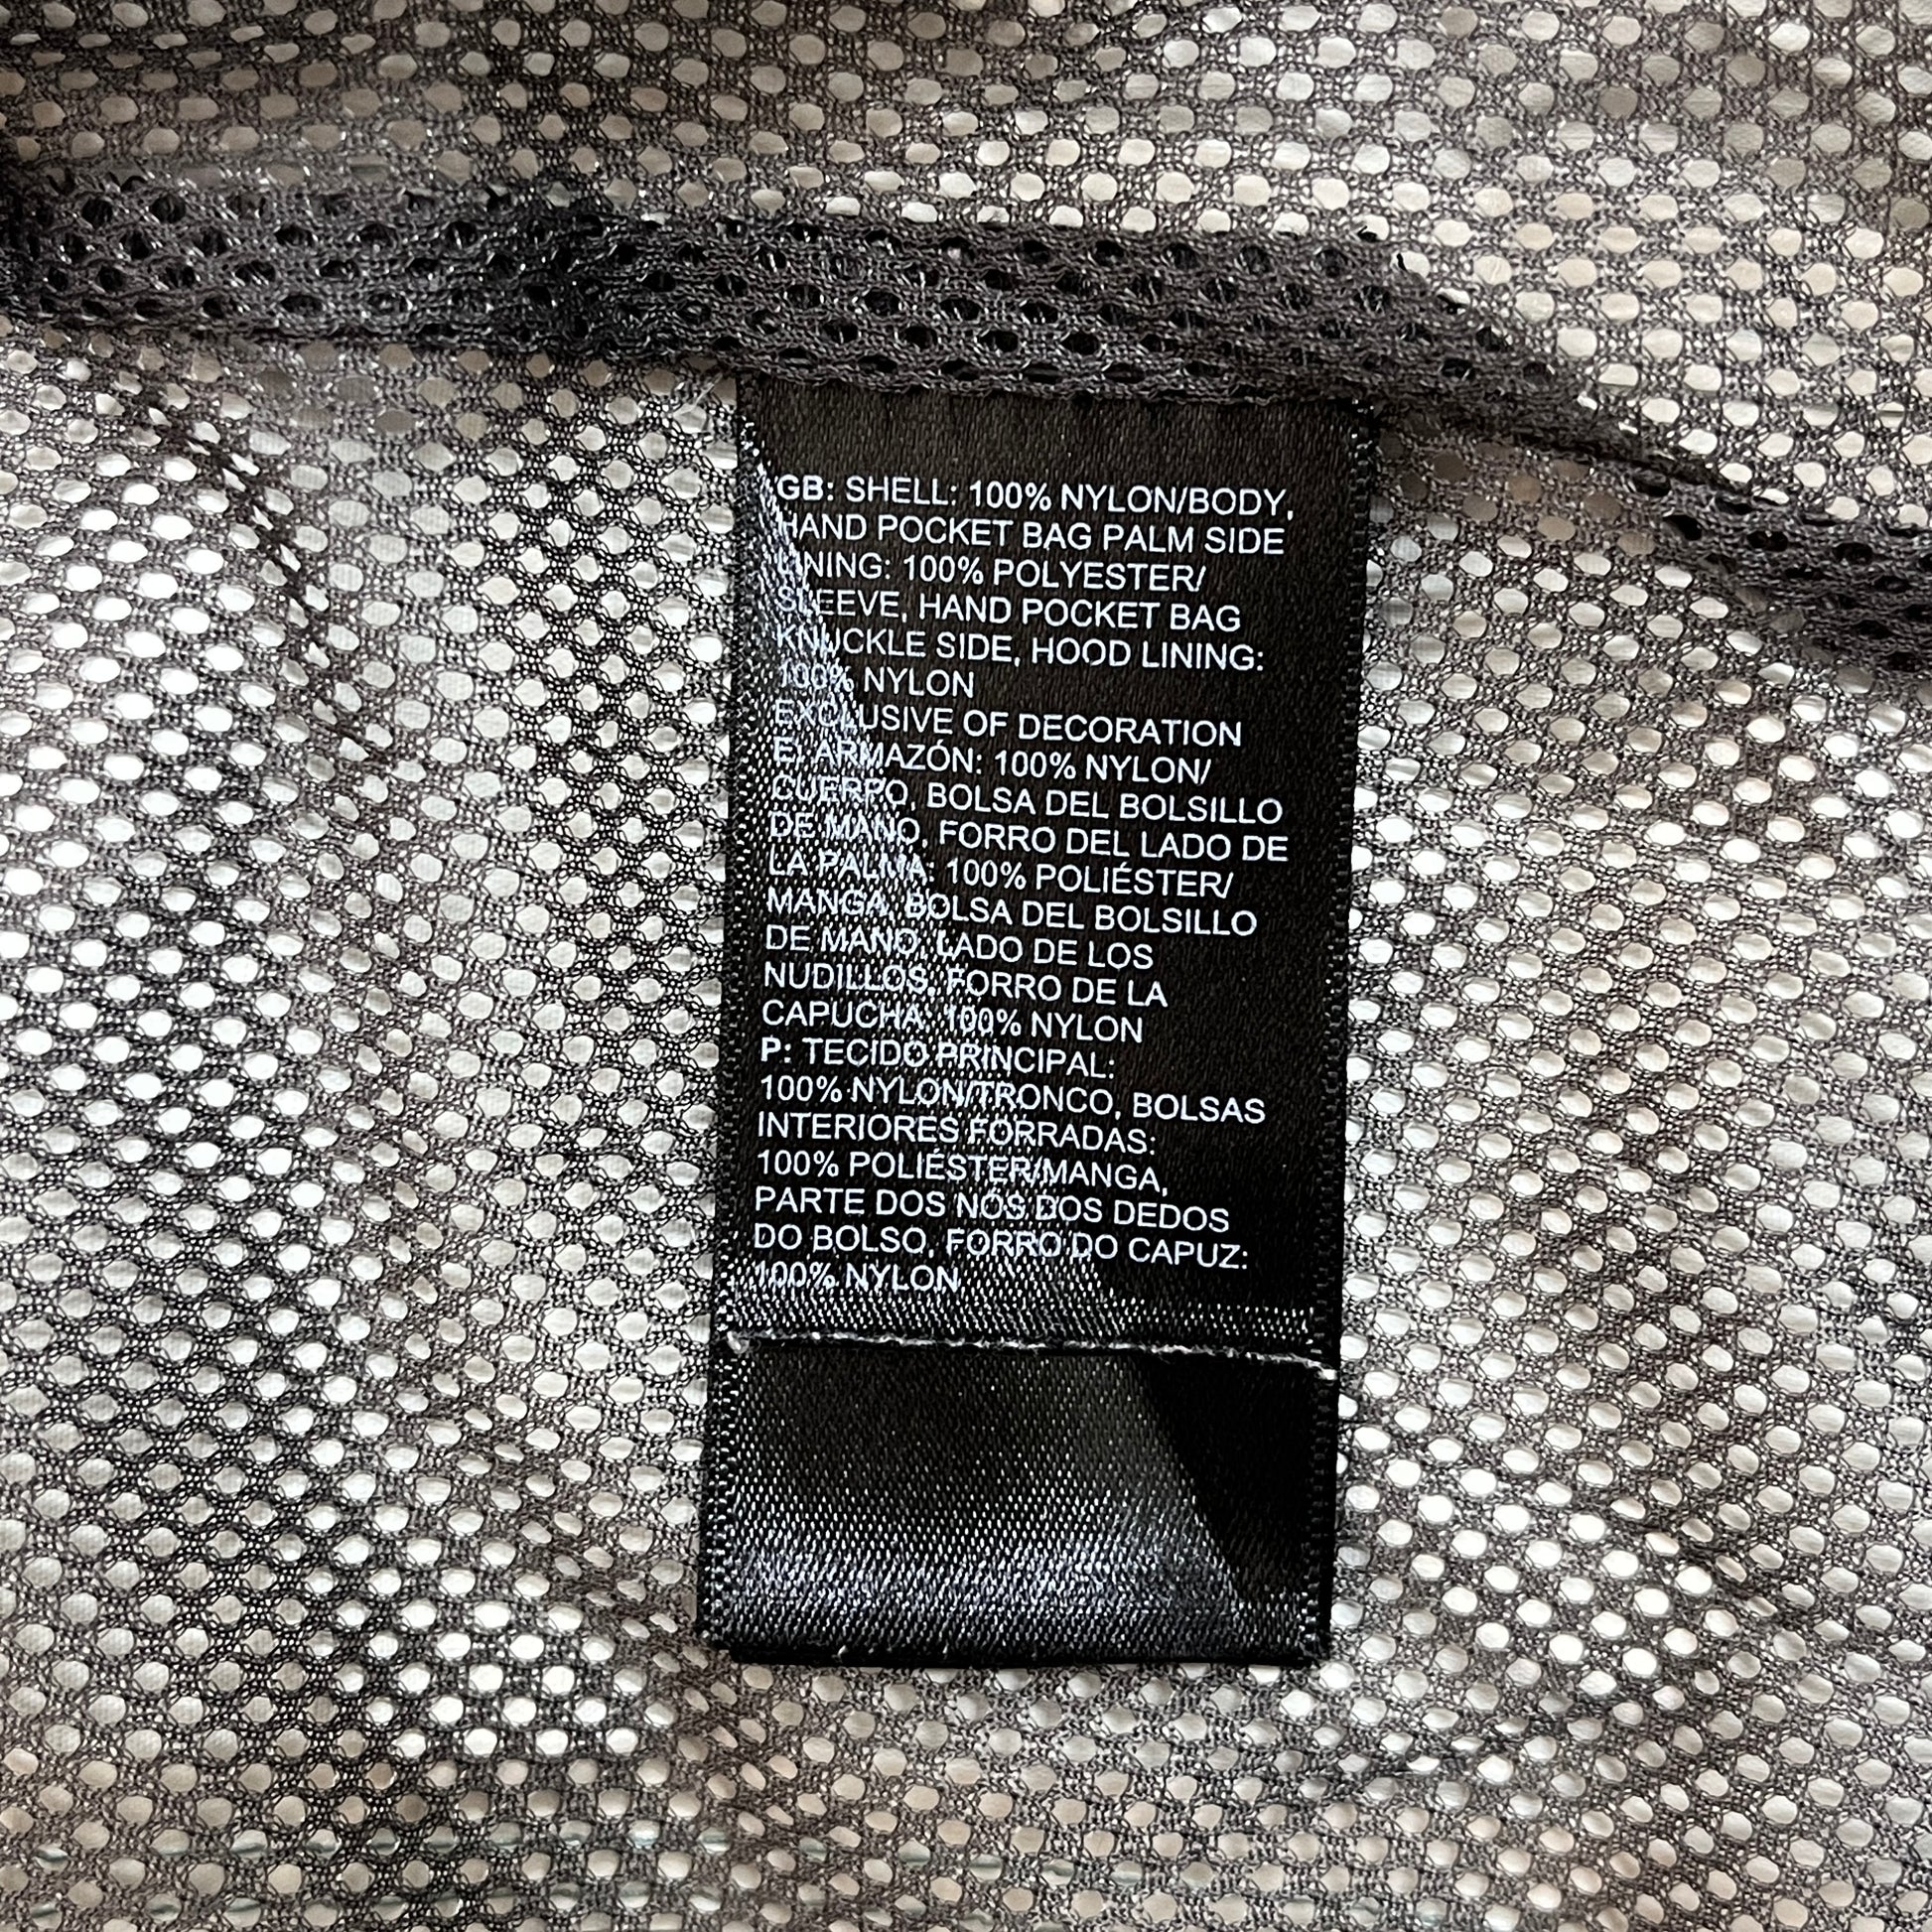 GB: SHELL: 100% NYLON/BODY,
HAND POCKET BAG PALM SIDE
LINING: 100% POLYESTER/
SLEEVE, HAND POCKET BAG
KNUCKLE SIDE, HOOD LINING:
100% NYLON
EXCLUSIVE OF DECORATION
E: ARMAZÓN: 100% NYLON/
CUERPO, BOLSA DEL BOLSILLO
DE MANO, FORRO DEL LADO DE
LA PALMA: 100% POLIÉSTER/
MANGA, BOLSA DEL BOLSILLO
DE MANO, LADO DE LOS
NUDILLOS, FORRO DE LA
CAPUCHA: 100% NYLON
P: TECIDO PRINCIPAL:
100% NYLON/TRONCO, BOLSAS
INTERIORES FORRADAS:
100% POLIÉSTER/MANGA,
PARTE DOS NÓS DOS DEDOS
DO BOLSO, FORRO DO CAPUZ:
100% NYLON